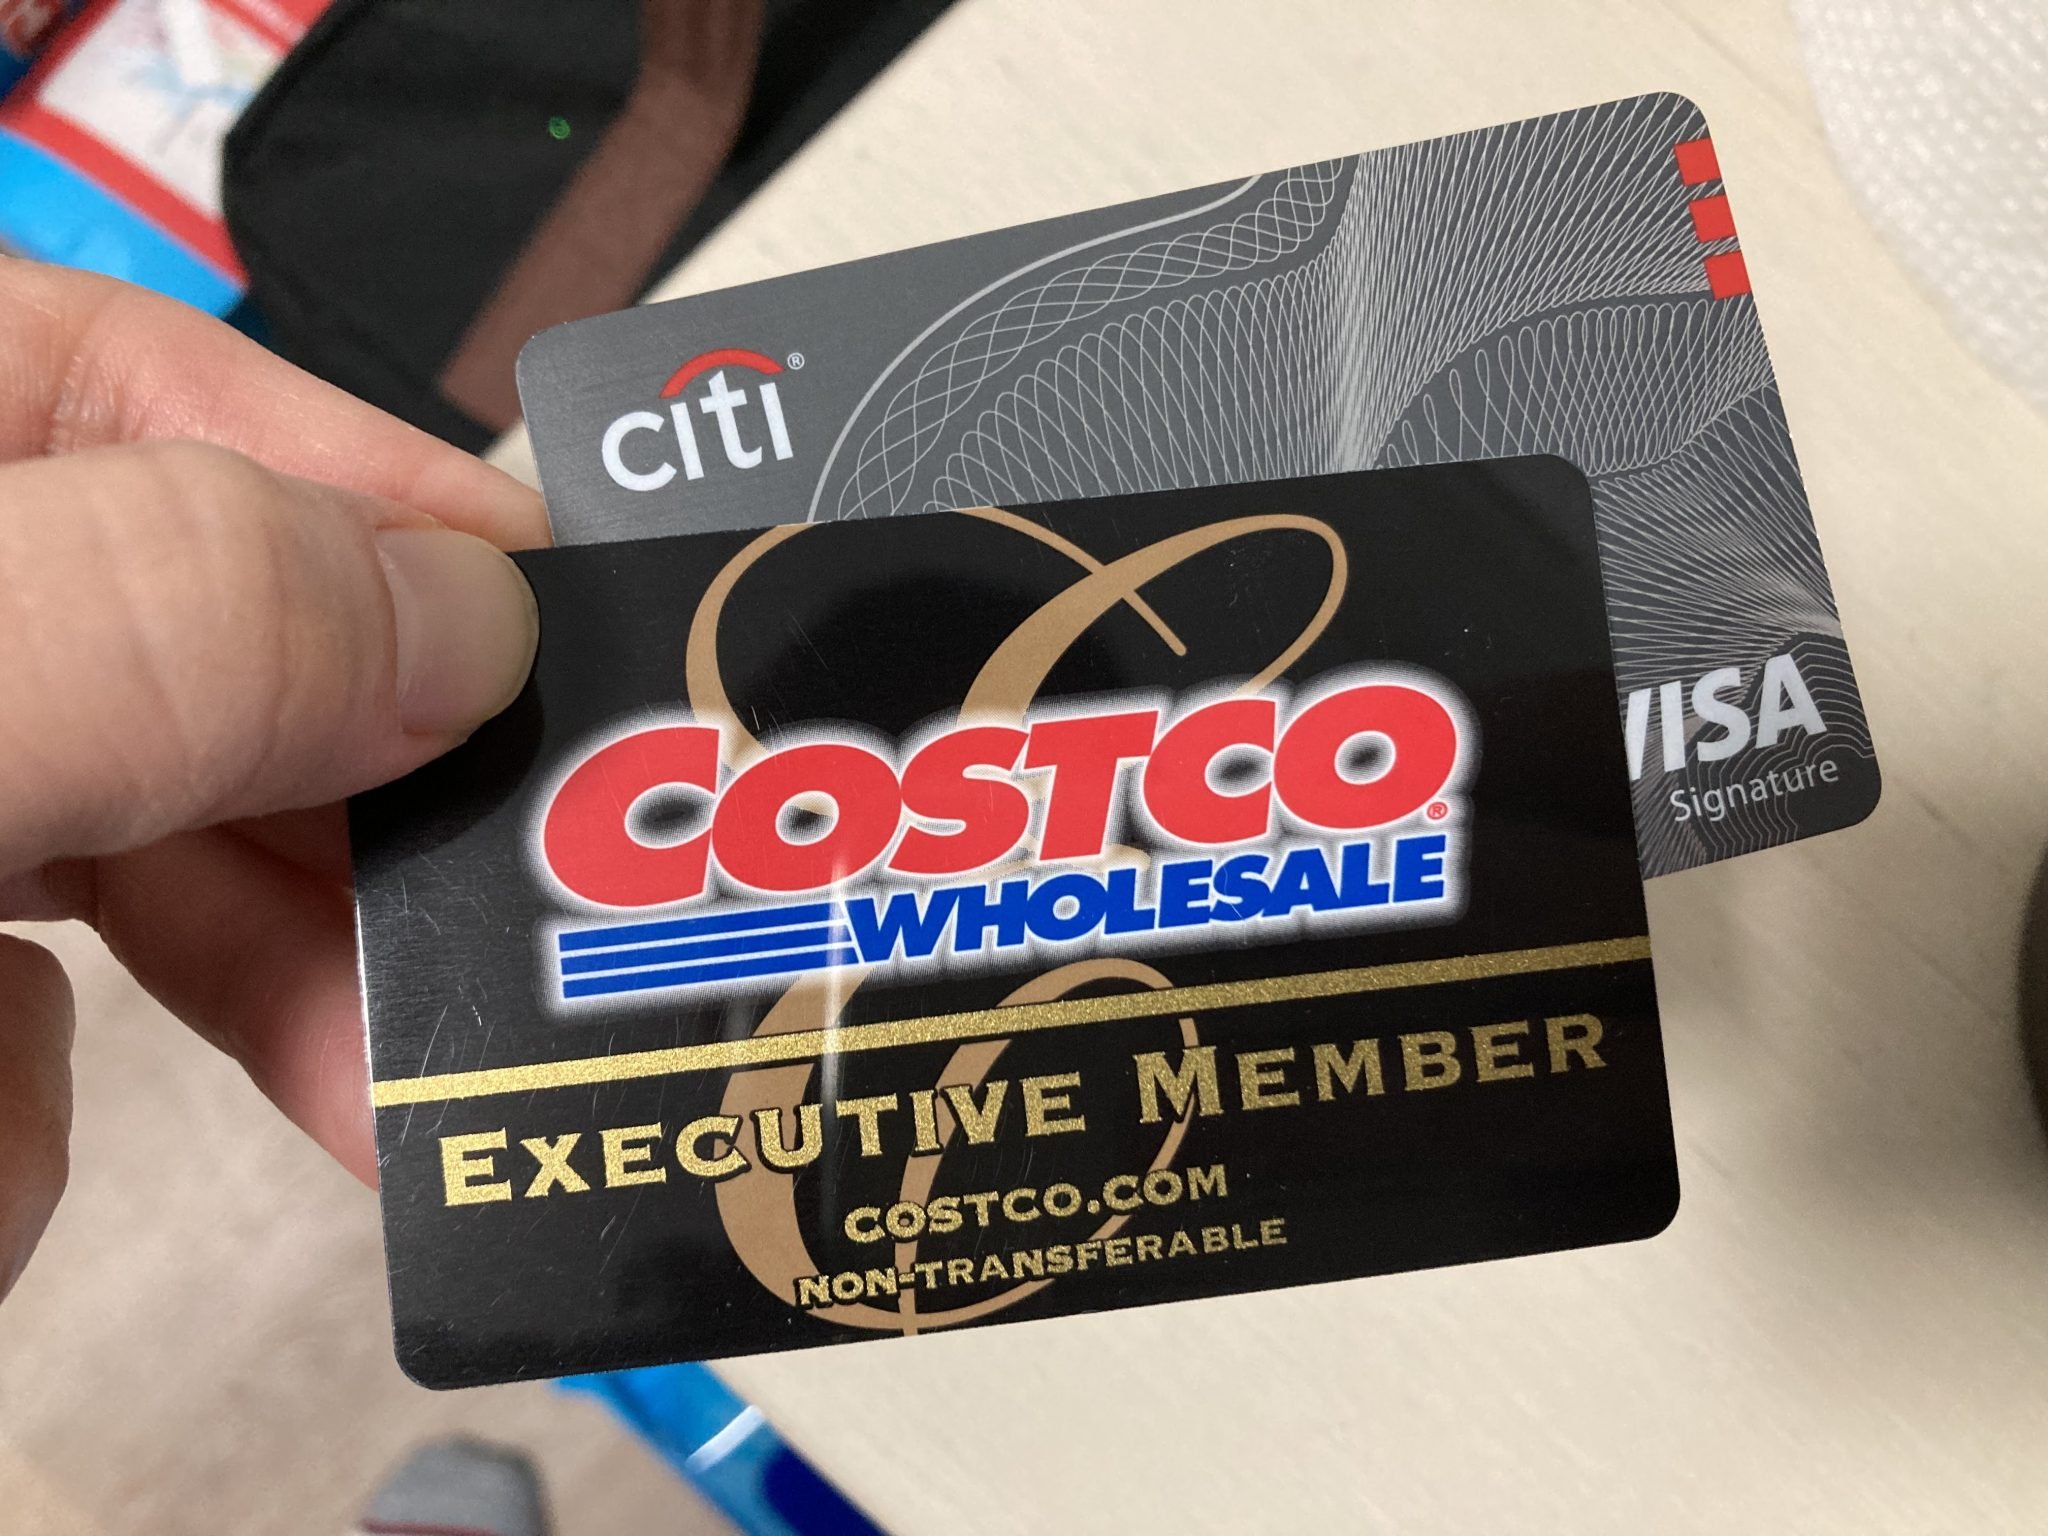 citi®
VISA
Signature
COSTCO®
WHOLESALE
EXECUTIVE MEMBER
COSTCO.COM
NON-TRANSFERABLE